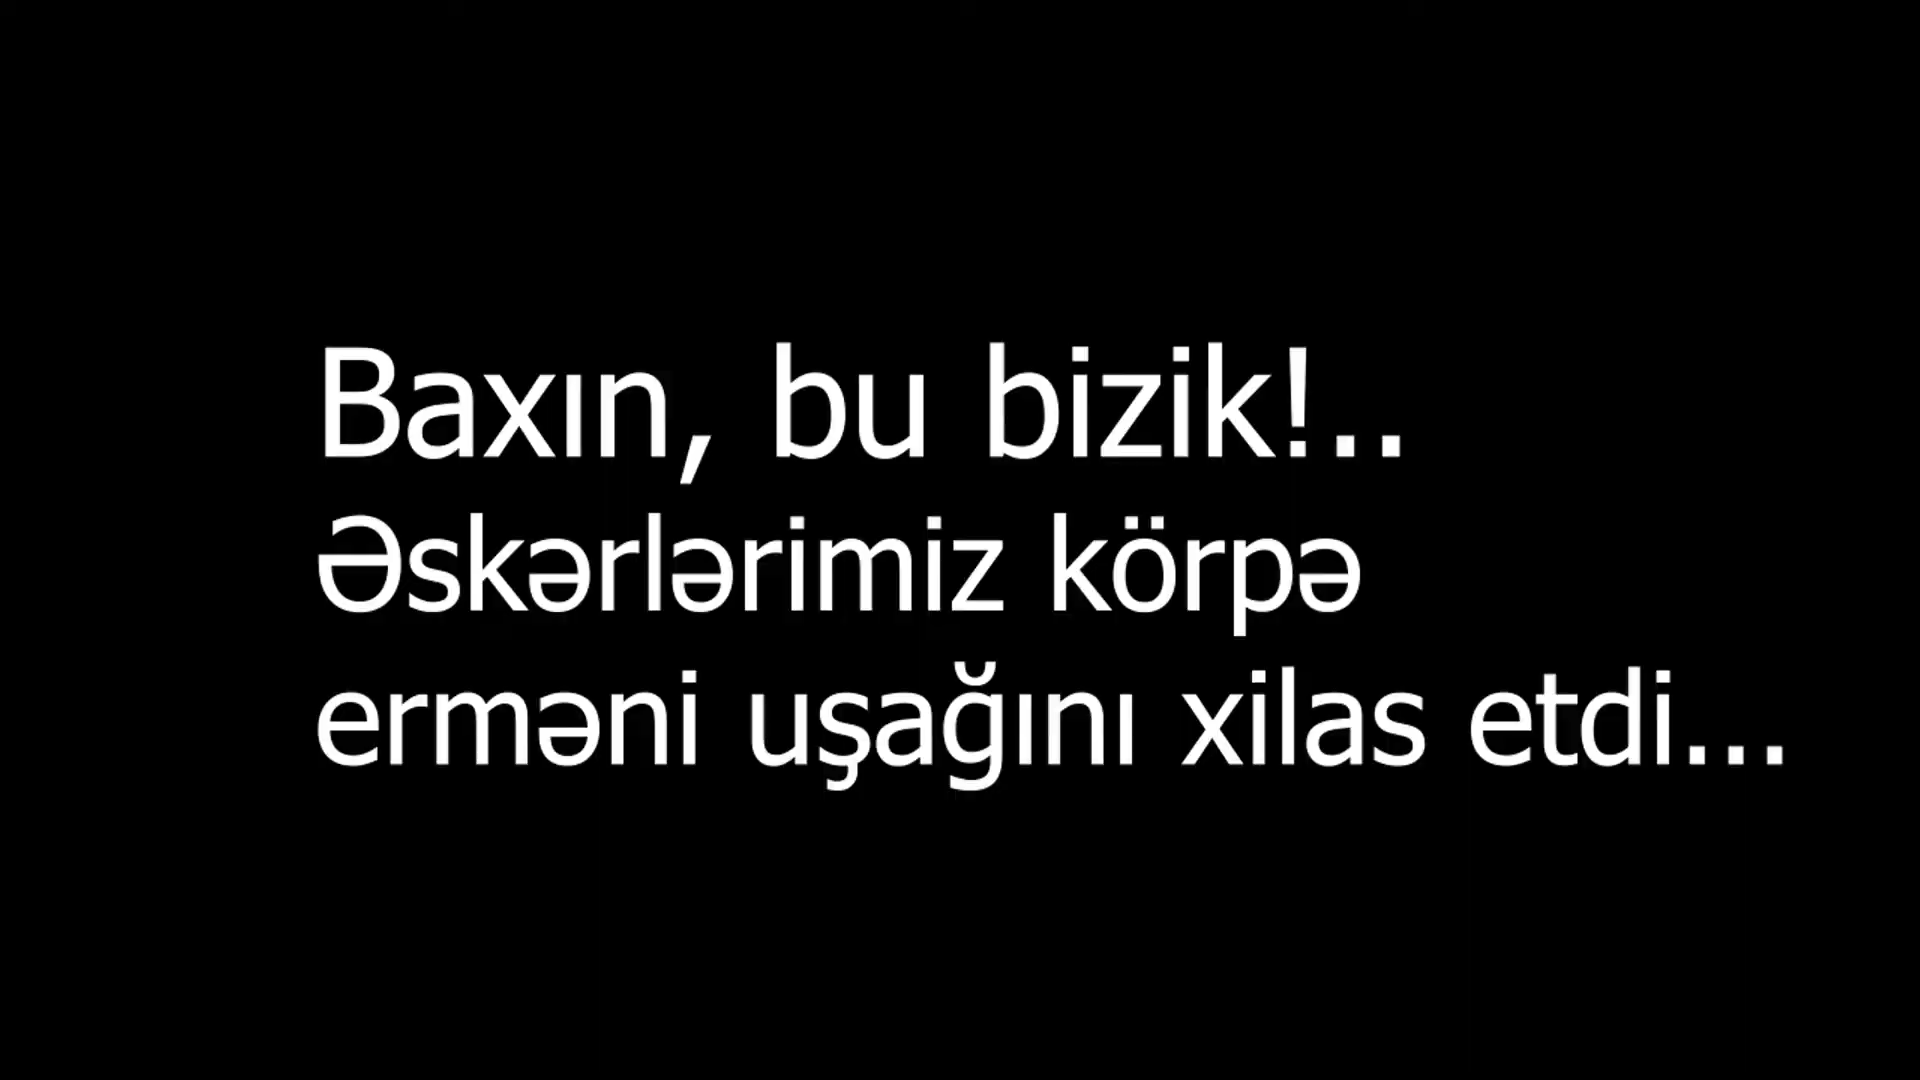 Baxın, bu bizik!..
Əskərlərimiz körpə
erməni uşağını xilas etdi...